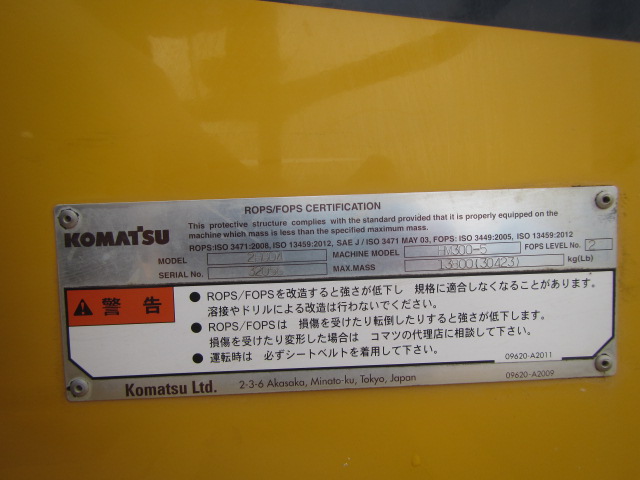 ROPS/FOPS CERTIFICATION
KOMATSU
This protective structure complies with the standard provided that it is properly equipped on the
machine which mass is less than the specified maximum mass.
ROPS:ISO 3471:2008, ISO 13459:2012, SAE J / ISO 3471 MAY 03, FOPS: ISO 3449:2005, ISO 13459:2012
MODEL MACHINE MODEL HM300-5 FOPS LEVEL No. 2
SERIAL No. MAX.MASS 13800(30423) kg(Lb)
警告
● ROPS/FOPSを改造すると強さが低下し 規格に適合しなくなることがあります。
溶接やドリルによる改造は行わないでください。
● ROPS/FOPSは 損傷を受けたり転倒したりすると強さが低下します。
損傷を受けたり変形した場合は コマツの代理店に相談して下さい。
● 運転時は 必ずシートベルトを着用して下さい。
09620-A2011
Komatsu Ltd. 2-3-6 Akasaka, Minato-ku, Tokyo, Japan 09620-A2009